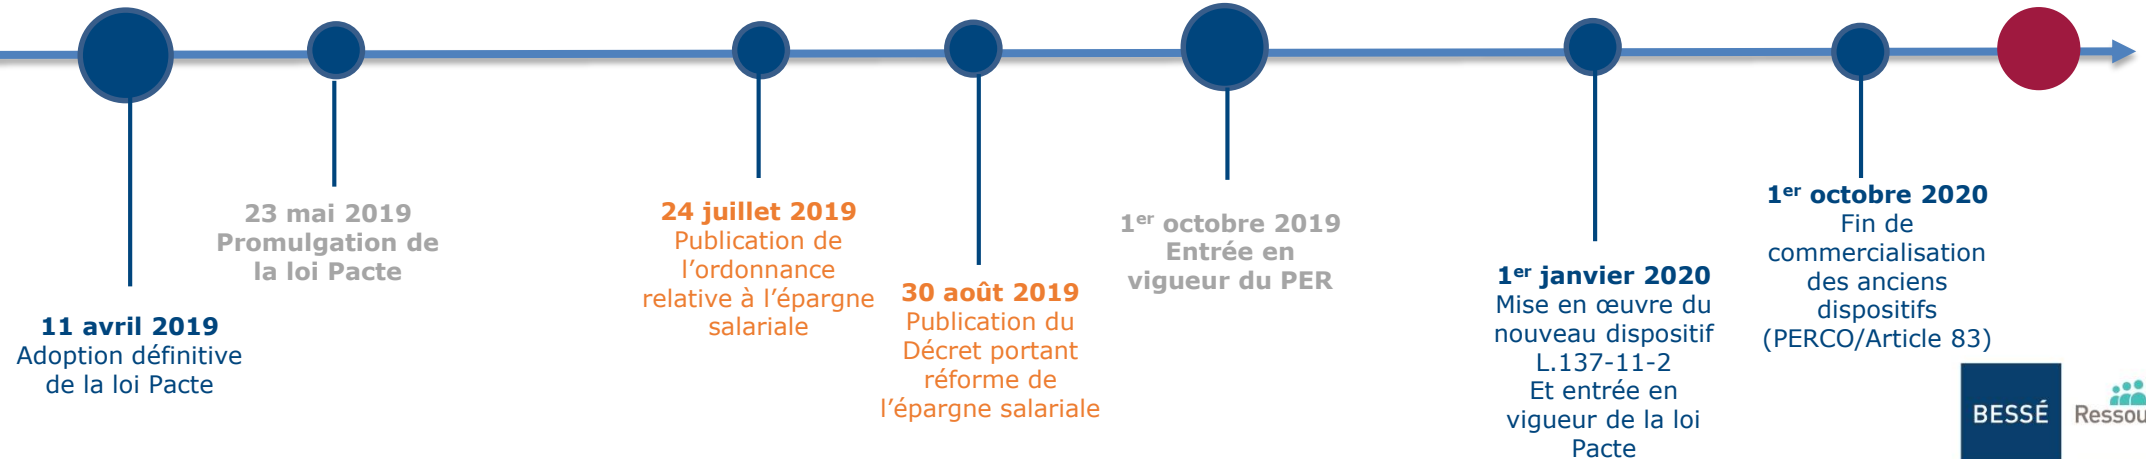 11 avril 2019
Adoption définitive
de la loi Pacte
23 mai 2019
Promulgation de
la loi Pacte
24 juillet 2019
Publication de
l’ordonnance
relative à l’épargne
salariale
30 août 2019
Publication du
Décret portant
réforme de
l’épargne salariale
1er octobre 2019
Entrée en
vigueur du PER
1er janvier 2020
Mise en œuvre du
nouveau dispositif
L.137-11-2
Et entrée en
vigueur de la loi
Pacte
1er octobre 2020
Fin de
commercialisation
des anciens
dispositifs
(PERCO/Article 83)
BESSÉ